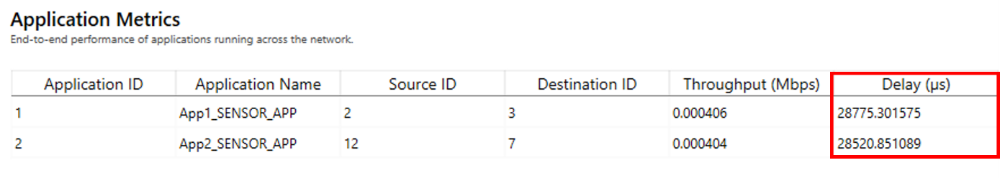 Application Metrics
End-to-end performance of applications running across the network.
Application ID Application Name Source ID Destination ID Throughput (Mbps) Delay (µs)
1 App1_SENSOR_APP 2 3 0.000406 28775.301575
2 App2_SENSOR_APP 12 7 0.000404 28520.851089